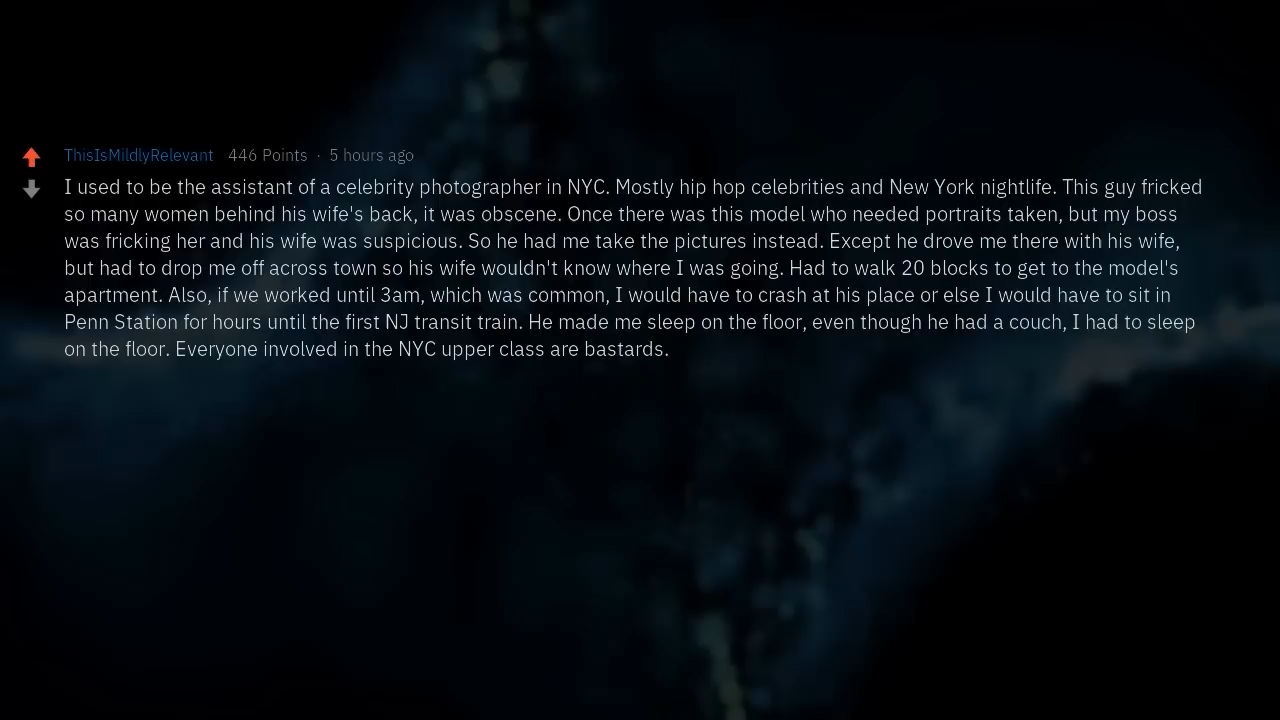 ThisIsMildlyRelevant 446 Points · 5 hours ago
I used to be the assistant of a celebrity photographer in NYC. Mostly hip hop celebrities and New York nightlife. This guy fricked
so many women behind his wife's back, it was obscene. Once there was this model who needed portraits taken, but my boss
was fricking her and his wife was suspicious. So he had me take the pictures instead. Except he drove me there with his wife,
but had to drop me off across town so his wife wouldn't know where I was going. Had to walk 20 blocks to get to the model's
apartment. Also, if we worked until 3am, which was common, I would have to crash at his place or else I would have to sit in
Penn Station for hours until the first NJ transit train. He made me sleep on the floor, even though he had a couch, I had to sleep
on the floor. Everyone involved in the NYC upper class are bastards.